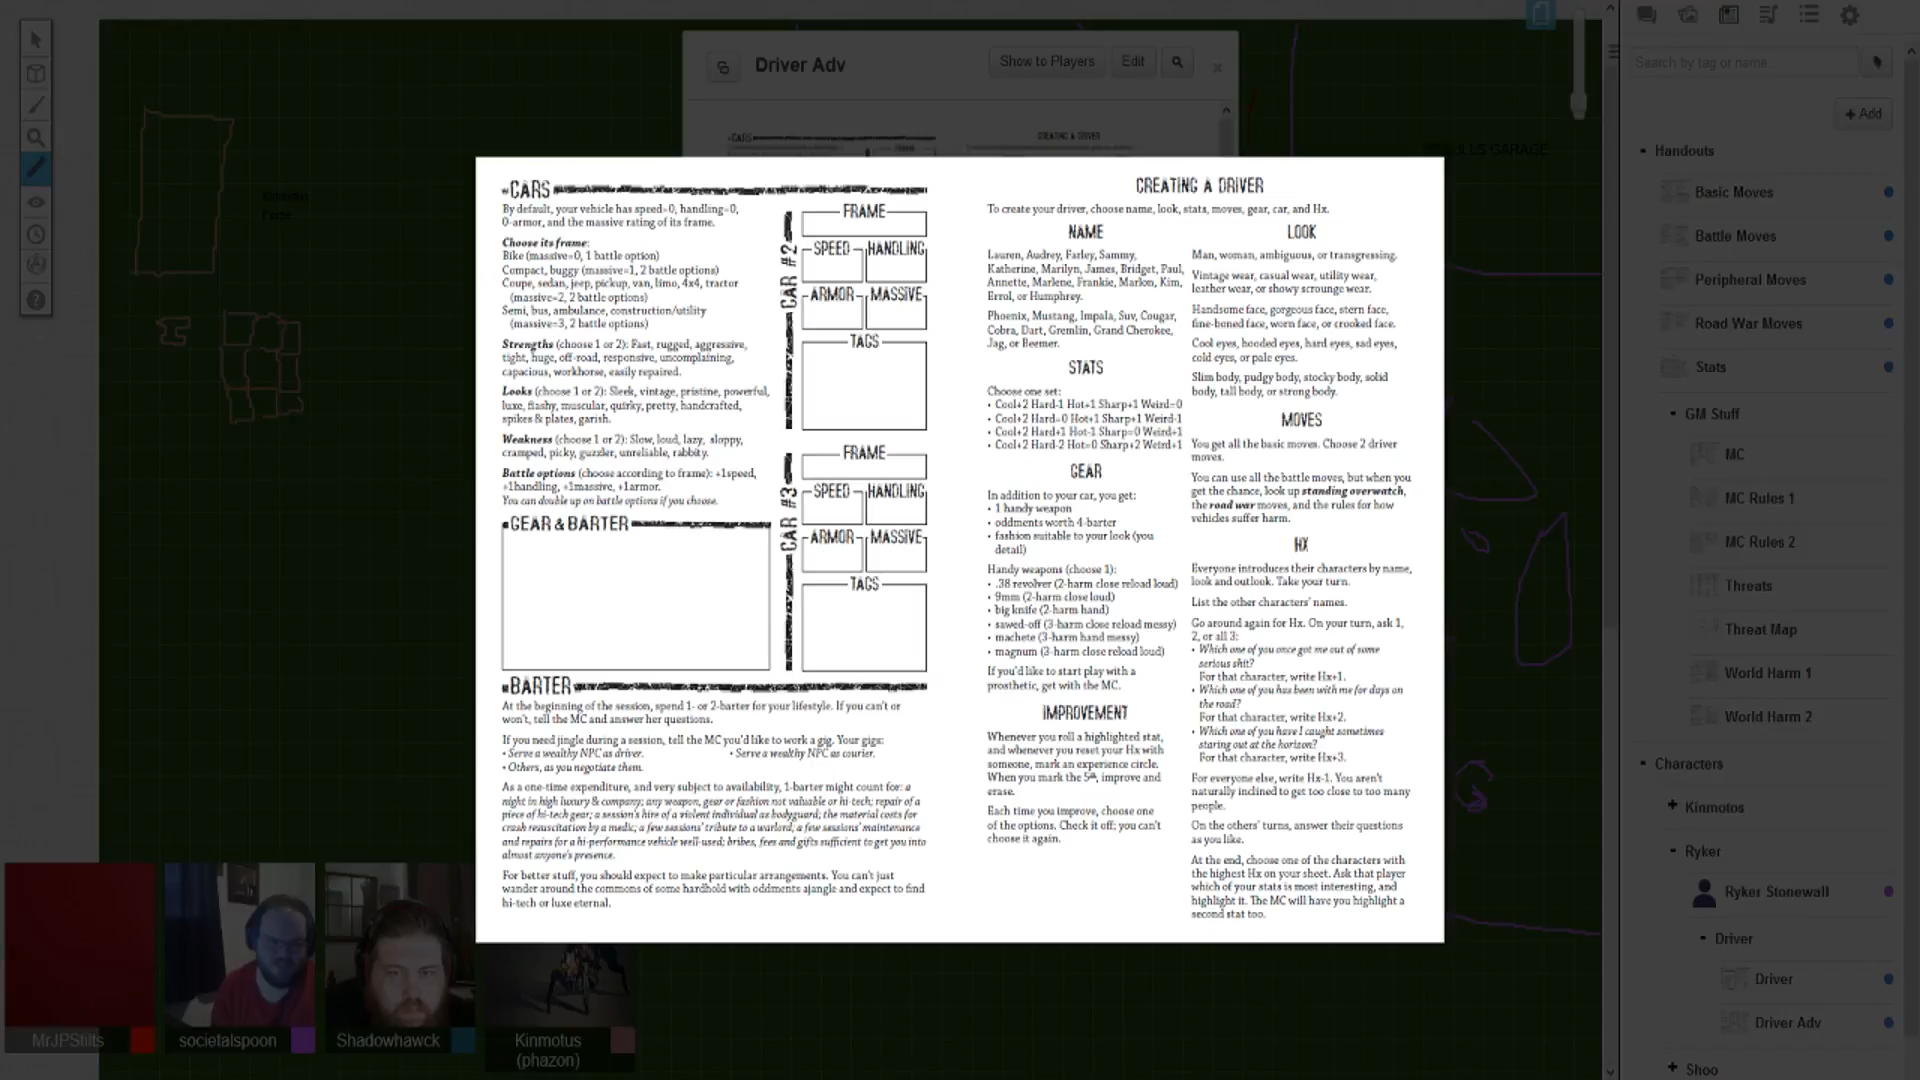 Driver Adv
Show to Players
Edit
CARS
CREATING A DRIVER
CARS
By default, your vehicle has speed=0, handling=0,
0-armor, and the massive rating of its frame.
Choose its frame:
Bike (massive=0, 1 battle option)
Compact, buggy (massive=1, 2 battle options)
Coupe, sedan, jeep, pickup, van, limo, 4x4, tractor
(massive=2, 2 battle options)
Semi, bus, ambulance, construction/utility
(massive=3, 2 battle options)
Strengths (choose 1 or 2): Fast, rugged, aggressive,
tight, huge, off-road, responsive, uncomplaining,
capacious, workhorse, easily repaired.
Looks (choose 1 or 2): Sleek, vintage, pristine, powerful,
luxe, flashy, muscular, quirky, pretty, handcrafted,
spikes & plates, garish.
Weakness (choose 1 or 2): Slow, loud, lazy, sloppy,
cramped, picky, guzzler, unreliable, rabbity.
Battle options (choose according to frame): +1speed,
+1handling, +1massive, +1armor.
You can double up on battle options if you choose.
CAR #2
FRAME
SPEED
HANDLING
ARMOR
MASSIVE
TAGS
CAR #3
FRAME
SPEED
HANDLING
ARMOR
MASSIVE
TAGS
GEAR & BARTER
BARTER
At the beginning of the session, spend 1- or 2-barter for your lifestyle. If you can't or
won't, tell the MC and answer her questions.
If you need jingle during a session, tell the MC you'd like to work a gig. Your gigs:
• Serve a wealthy NPC as driver.
• Serve a wealthy NPC as courier.
• Others, as you negotiate them.
As a one-time expenditure, and very subject to availability, 1-barter might count for: a
night in high luxury & company; any weapon, gear or fashion not valuable or hi-tech; repair of a
piece of hi-tech gear; a session's hire of a violent individual as bodyguard; the material costs for
crash resuscitation by a medic; a few sessions' tribute to a warlord; a few sessions' maintenance
and repairs for a hi-performance vehicle well-used; bribes, fees and gifts sufficient to get you into
almost anyone's presence.
For better stuff, you should expect to make particular arrangements. You can't just
wander around the commons of some hardhold with oddments ajangle and expect to find
hi-tech or luxe eternal.
CREATING A DRIVER
To create your driver, choose name, look, stats, moves, gear, car, and Hx.
NAME
Lauren, Audrey, Farley, Sammy,
Katherine, Marilyn, James, Bridget, Paul,
Annette, Marlene, Frankie, Marlon, Kim,
Errol, or Humphrey.
Phoenix, Mustang, Impala, Suv, Cougar,
Cobra, Dart, Gremlin, Grand Cherokee,
Jag, or Beemer.
STATS
Choose one set:
• Cool+2 Hard-1 Hot+1 Sharp+1 Weird=0
• Cool+2 Hard=0 Hot+1 Sharp+1 Weird-1
• Cool+2 Hard+1 Hot-1 Sharp=0 Weird+1
• Cool+2 Hard-2 Hot=0 Sharp+2 Weird+1
GEAR
In addition to your car, you get:
• 1 handy weapon
• oddments worth 4-barter
• fashion suitable to your look (you
detail)
Handy weapons (choose 1):
• .38 revolver (2-harm close reload loud)
• 9mm (2-harm close loud)
• big knife (2-harm hand)
• sawed-off (3-harm close reload messy)
• machete (3-harm hand messy)
• magnum (3-harm close reload loud)
If you'd like to start play with a
prosthetic, get with the MC.
IMPROVEMENT
Whenever you roll a highlighted stat,
and whenever you reset your Hx with
someone, mark an experience circle.
When you mark the 5th, improve and
erase.
Each time you improve, choose one
of the options. Check it off; you can't
choose it again.
LOOK
Man, woman, ambiguous, or transgressing.
Vintage wear, casual wear, utility wear,
leather wear, or showy scrounge wear.
Handsome face, gorgeous face, stern face,
fine-boned face, worn face, or crooked face.
Cool eyes, hooded eyes, hard eyes, sad eyes,
cold eyes, or pale eyes.
Slim body, pudgy body, stocky body, solid
body, tall body, or strong body.
MOVES
You get all the basic moves. Choose 2 driver
moves.
You can use all the battle moves, but when you
get the chance, look up standing overwatch,
the road war moves, and the rules for how
vehicles suffer harm.
HX
Everyone introduces their characters by name,
look and outlook. Take your turn.
List the other characters' names.
Go around again for Hx. On your turn, ask 1,
2, or all 3:
• Which one of you once got me out of some
serious shit?
For that character, write Hx+1.
• Which one of you has been with me for days on
the road?
For that character, write Hx+2.
• Which one of you have I caught sometimes
staring out at the horizon?
For that character, write Hx+3.
For everyone else, write Hx-1. You aren't
naturally inclined to get too close to too many
people.
On the others' turns, answer their questions
as you like.
At the end, choose one of the characters with
the highest Hx on your sheet. Ask that player
which of your stats is most interesting, and
highlight it. The MC will have you highlight a
second stat too.
GARAGE
Search by tag or name...
+ Add
Handouts
Basic Moves
Battle Moves
Peripheral Moves
Road War Moves
Stats
GM Stuff
MC
MC Rules 1
MC Rules 2
Threats
Threat Map
World Harm 1
World Harm 2
Characters
Kinmotos
Ryker
Ryker Stonewall
Driver
Driver
Driver Adv
Shoo
MrJPStilts
societalspoon
Shadowhawck
Kinmotus
(phazon)